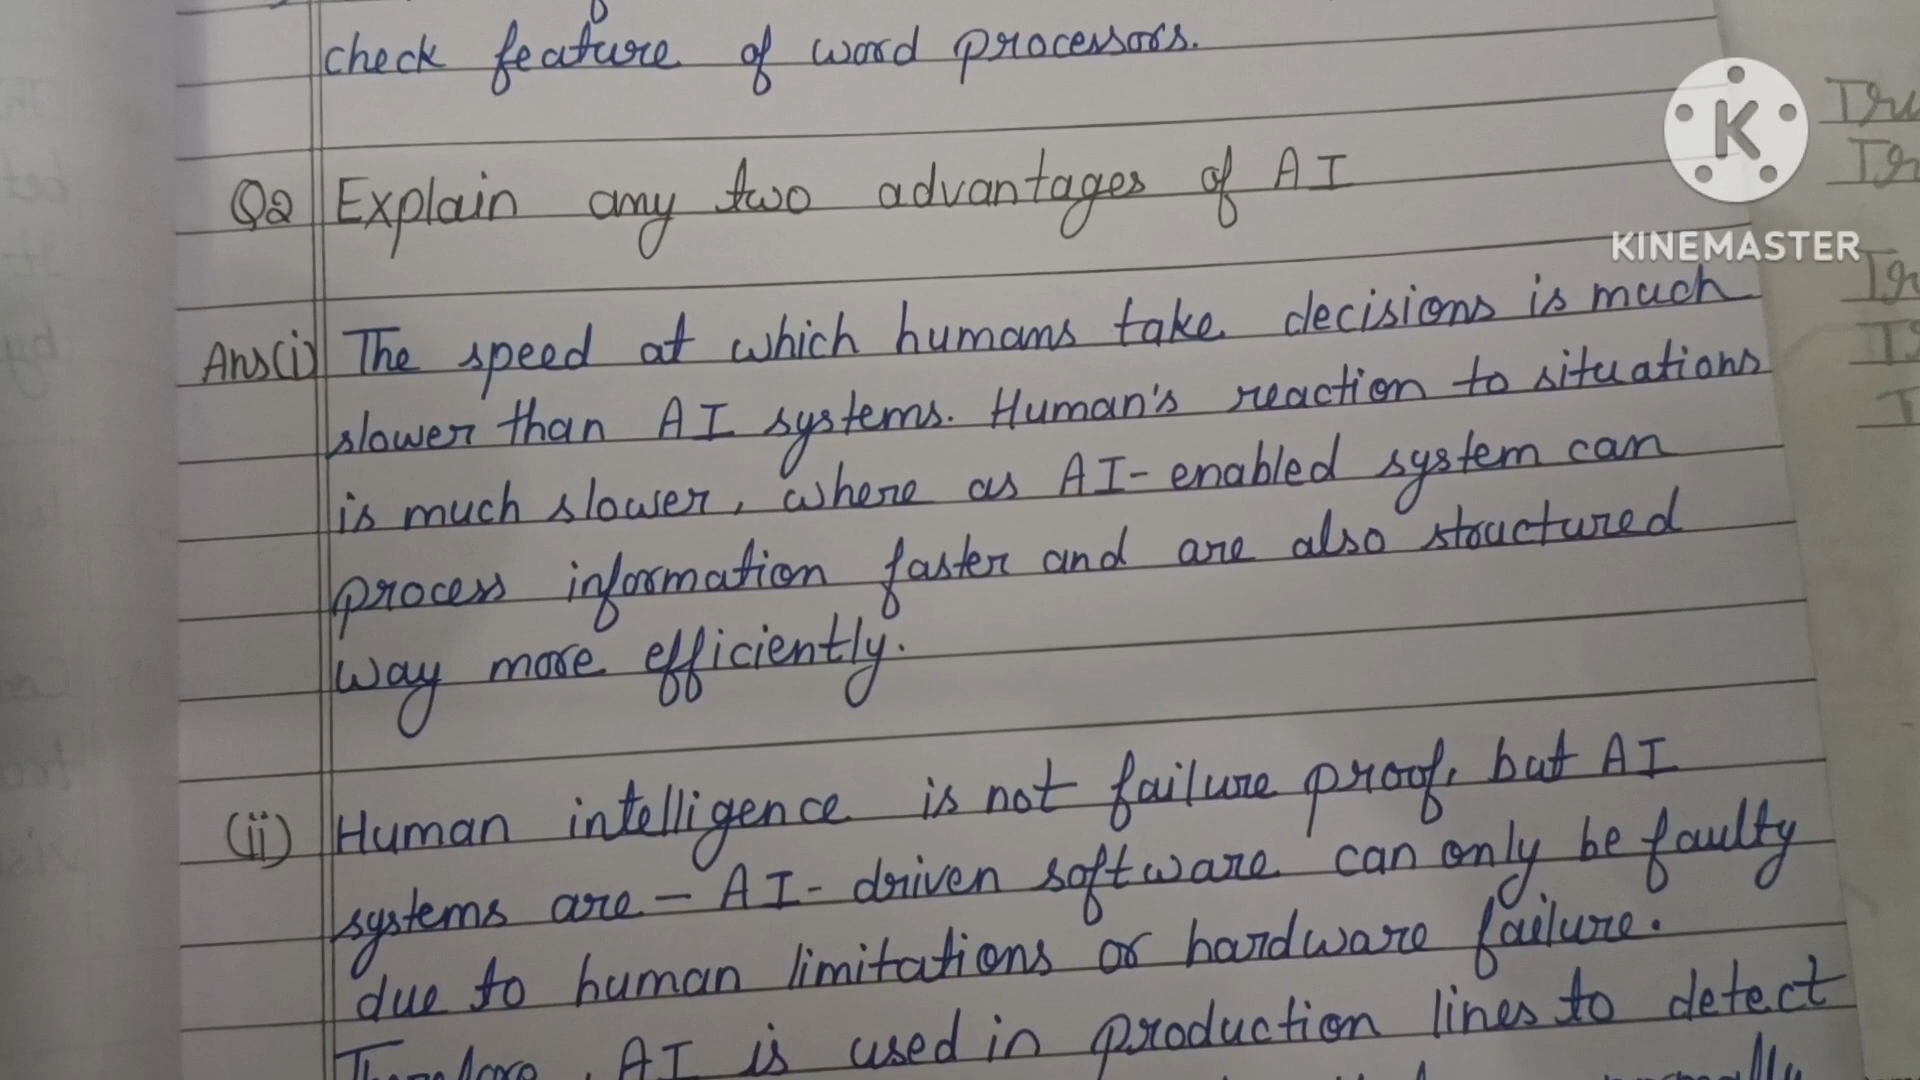 check feature of word processors.
Q2 Explain any two advantages of AI
Ans(i) The speed at which humans take decisions is much
slower than AI systems. Human's reaction to situations
is much slower, where as AI-enabled system can
process information faster and are also structured
way more efficiently.
(ii) Human intelligence is not failure proof, but AI
systems are - AI-driven software can only be faulty
due to human limitations or hardware failure.
Therefore, AI is used in production lines to detect
K
KINEMASTER